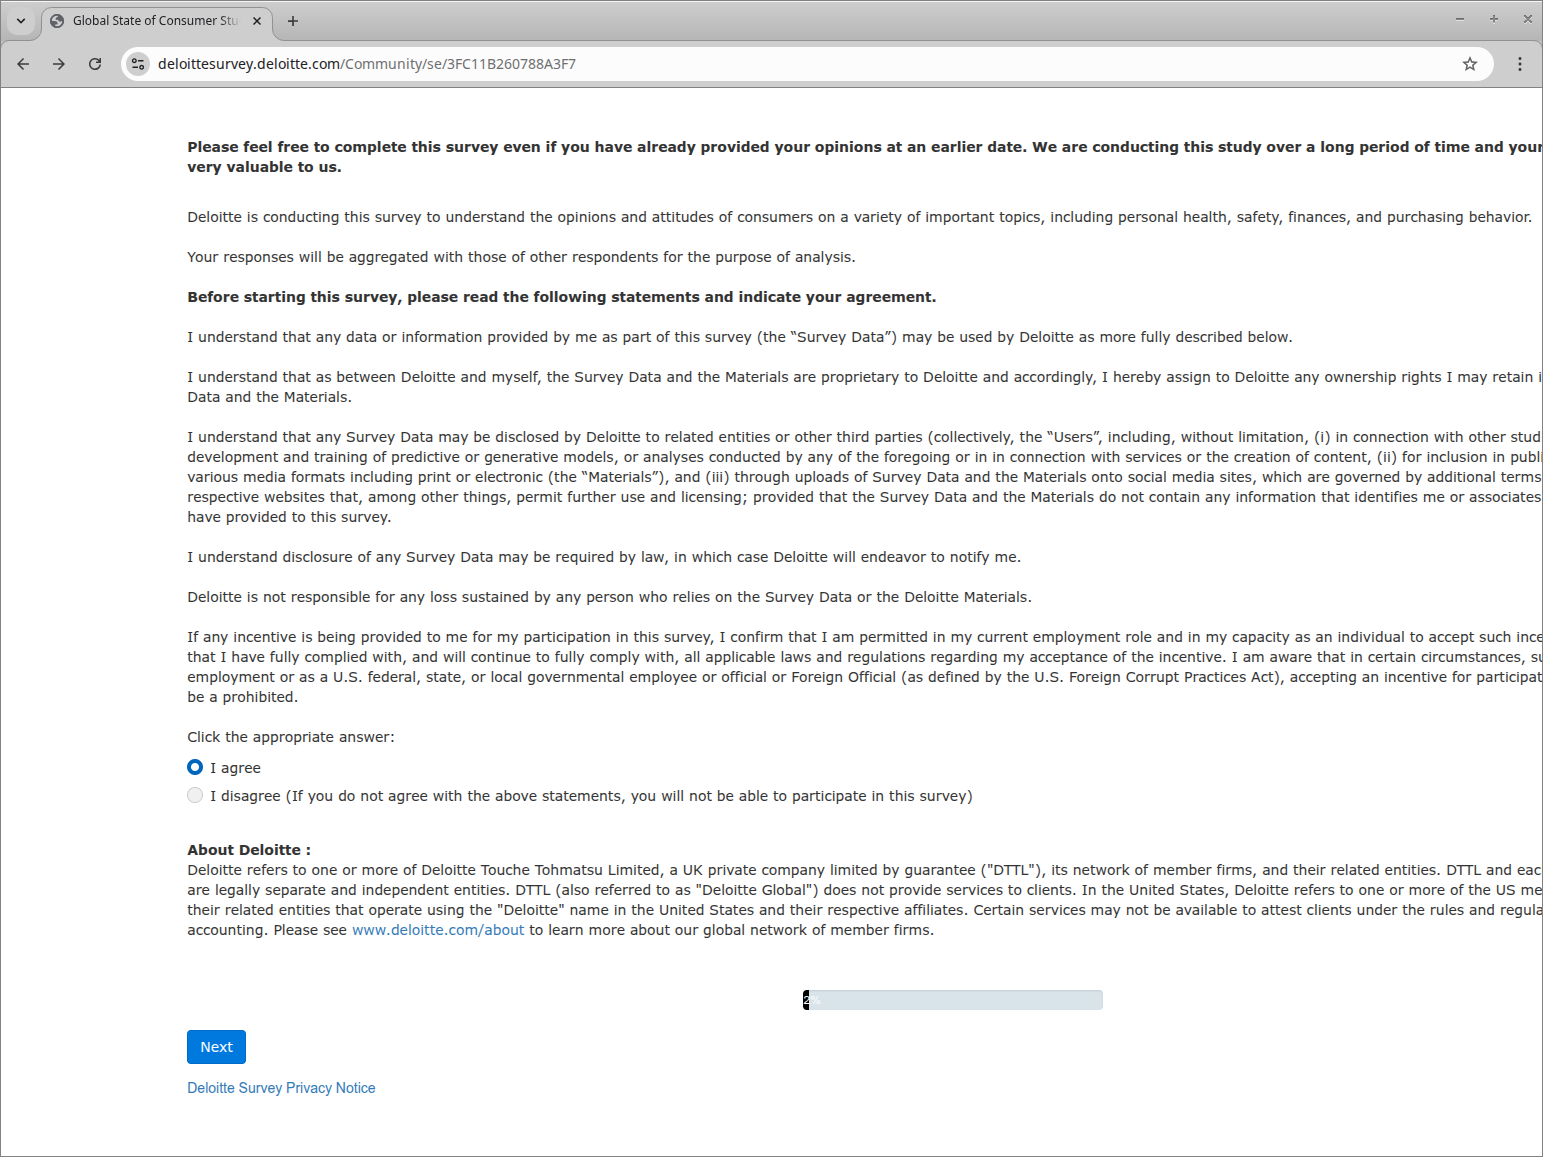 Global State of Consumer Stu
deloittesurvey.deloitte.com/Community/se/3FC11B260788A3F7
Please feel free to complete this survey even if you have already provided your opinions at an earlier date. We are conducting this study over a long period of time and your
very valuable to us.
Deloitte is conducting this survey to understand the opinions and attitudes of consumers on a variety of important topics, including personal health, safety, finances, and purchasing behavior.
Your responses will be aggregated with those of other respondents for the purpose of analysis.
Before starting this survey, please read the following statements and indicate your agreement.
I understand that any data or information provided by me as part of this survey (the “Survey Data”) may be used by Deloitte as more fully described below.
I understand that as between Deloitte and myself, the Survey Data and the Materials are proprietary to Deloitte and accordingly, I hereby assign to Deloitte any ownership rights I may retain i
Data and the Materials.
I understand that any Survey Data may be disclosed by Deloitte to related entities or other third parties (collectively, the “Users”, including, without limitation, (i) in connection with other stud
development and training of predictive or generative models, or analyses conducted by any of the foregoing or in in connection with services or the creation of content, (ii) for inclusion in publi
various media formats including print or electronic (the “Materials”), and (iii) through uploads of Survey Data and the Materials onto social media sites, which are governed by additional terms
respective websites that, among other things, permit further use and licensing; provided that the Survey Data and the Materials do not contain any information that identifies me or associates
have provided to this survey.
I understand disclosure of any Survey Data may be required by law, in which case Deloitte will endeavor to notify me.
Deloitte is not responsible for any loss sustained by any person who relies on the Survey Data or the Deloitte Materials.
If any incentive is being provided to me for my participation in this survey, I confirm that I am permitted in my current employment role and in my capacity as an individual to accept such ince
that I have fully complied with, and will continue to fully comply with, all applicable laws and regulations regarding my acceptance of the incentive. I am aware that in certain circumstances, su
employment or as a U.S. federal, state, or local governmental employee or official or Foreign Official (as defined by the U.S. Foreign Corrupt Practices Act), accepting an incentive for participat
be a prohibited.
Click the appropriate answer:
I agree
I disagree (If you do not agree with the above statements, you will not be able to participate in this survey)
About Deloitte :
Deloitte refers to one or more of Deloitte Touche Tohmatsu Limited, a UK private company limited by guarantee ("DTTL"), its network of member firms, and their related entities. DTTL and eac
are legally separate and independent entities. DTTL (also referred to as "Deloitte Global") does not provide services to clients. In the United States, Deloitte refers to one or more of the US me
their related entities that operate using the "Deloitte" name in the United States and their respective affiliates. Certain services may not be available to attest clients under the rules and regula
accounting. Please see www.deloitte.com/about to learn more about our global network of member firms.
2%
Next
Deloitte Survey Privacy Notice